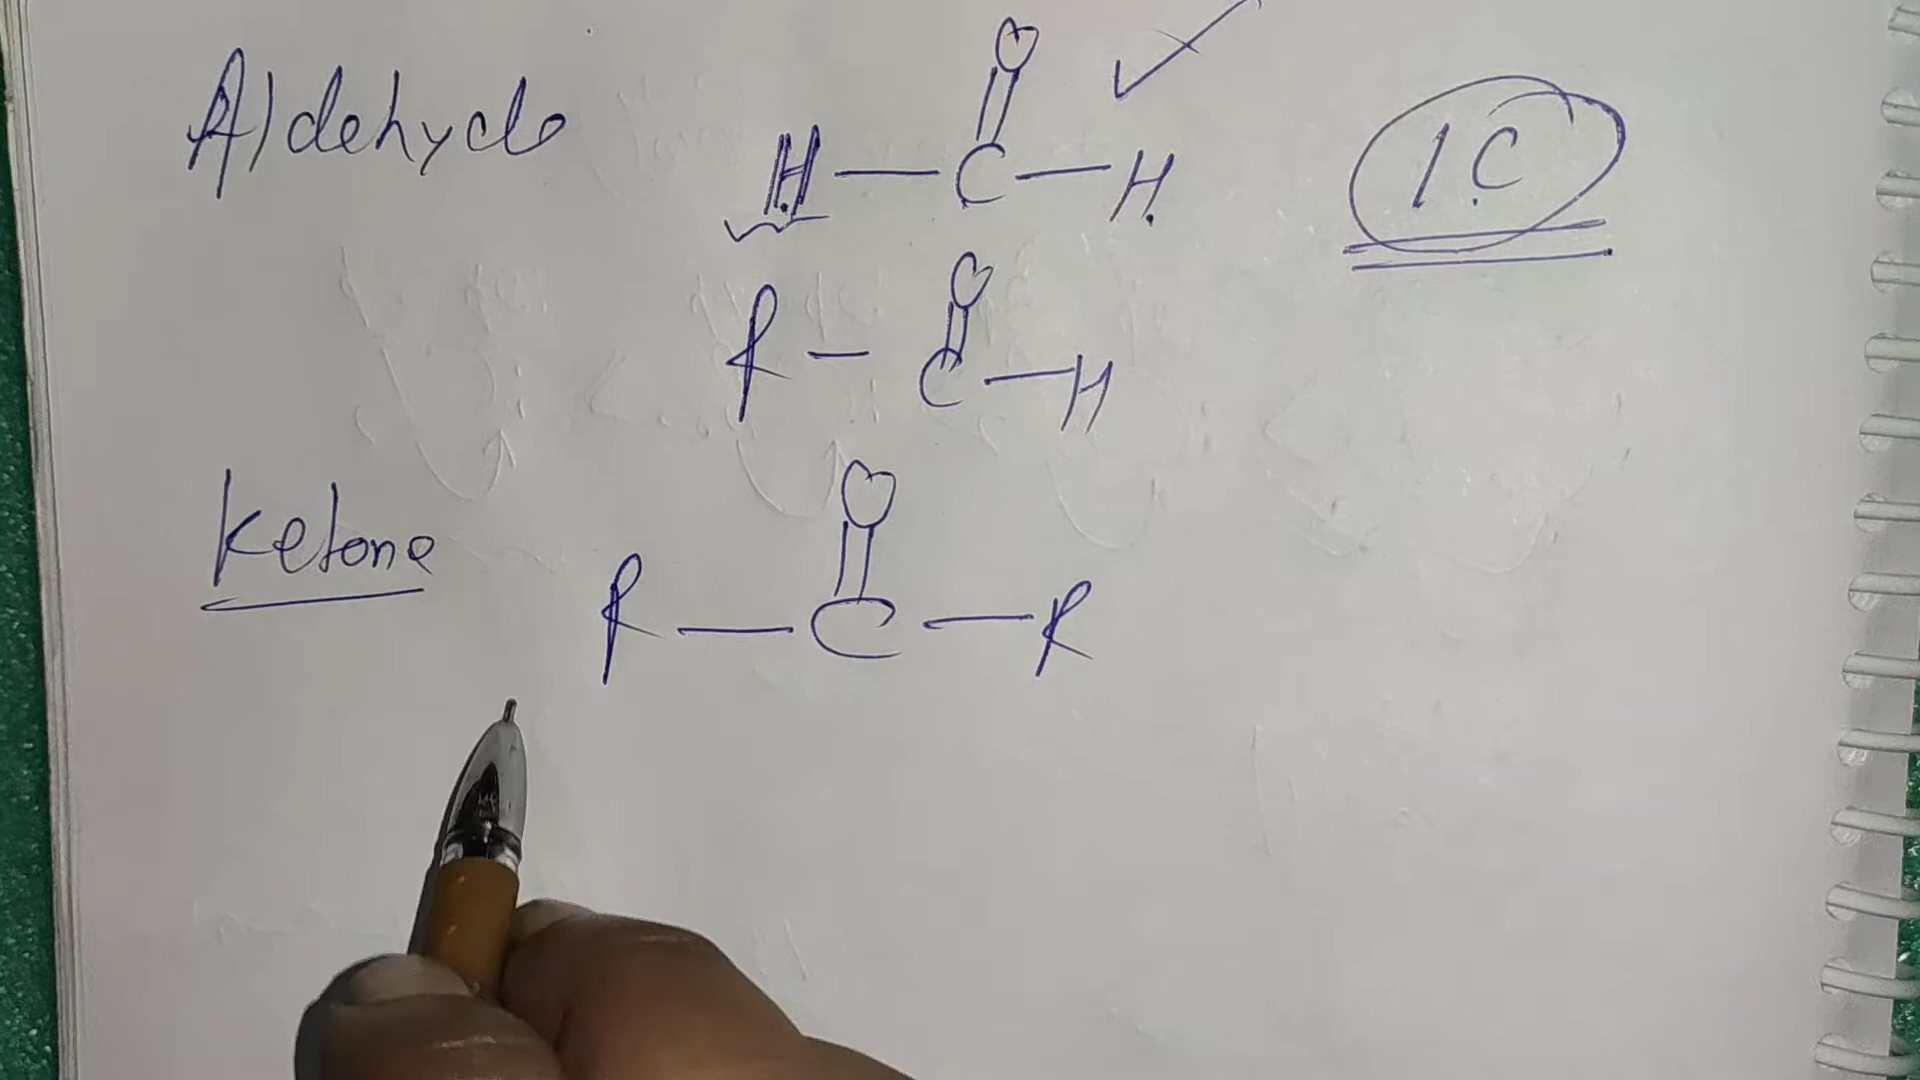 Aldehyde
O
H — C — H
1C
O
R — C — H
Ketone
O
R — C — R